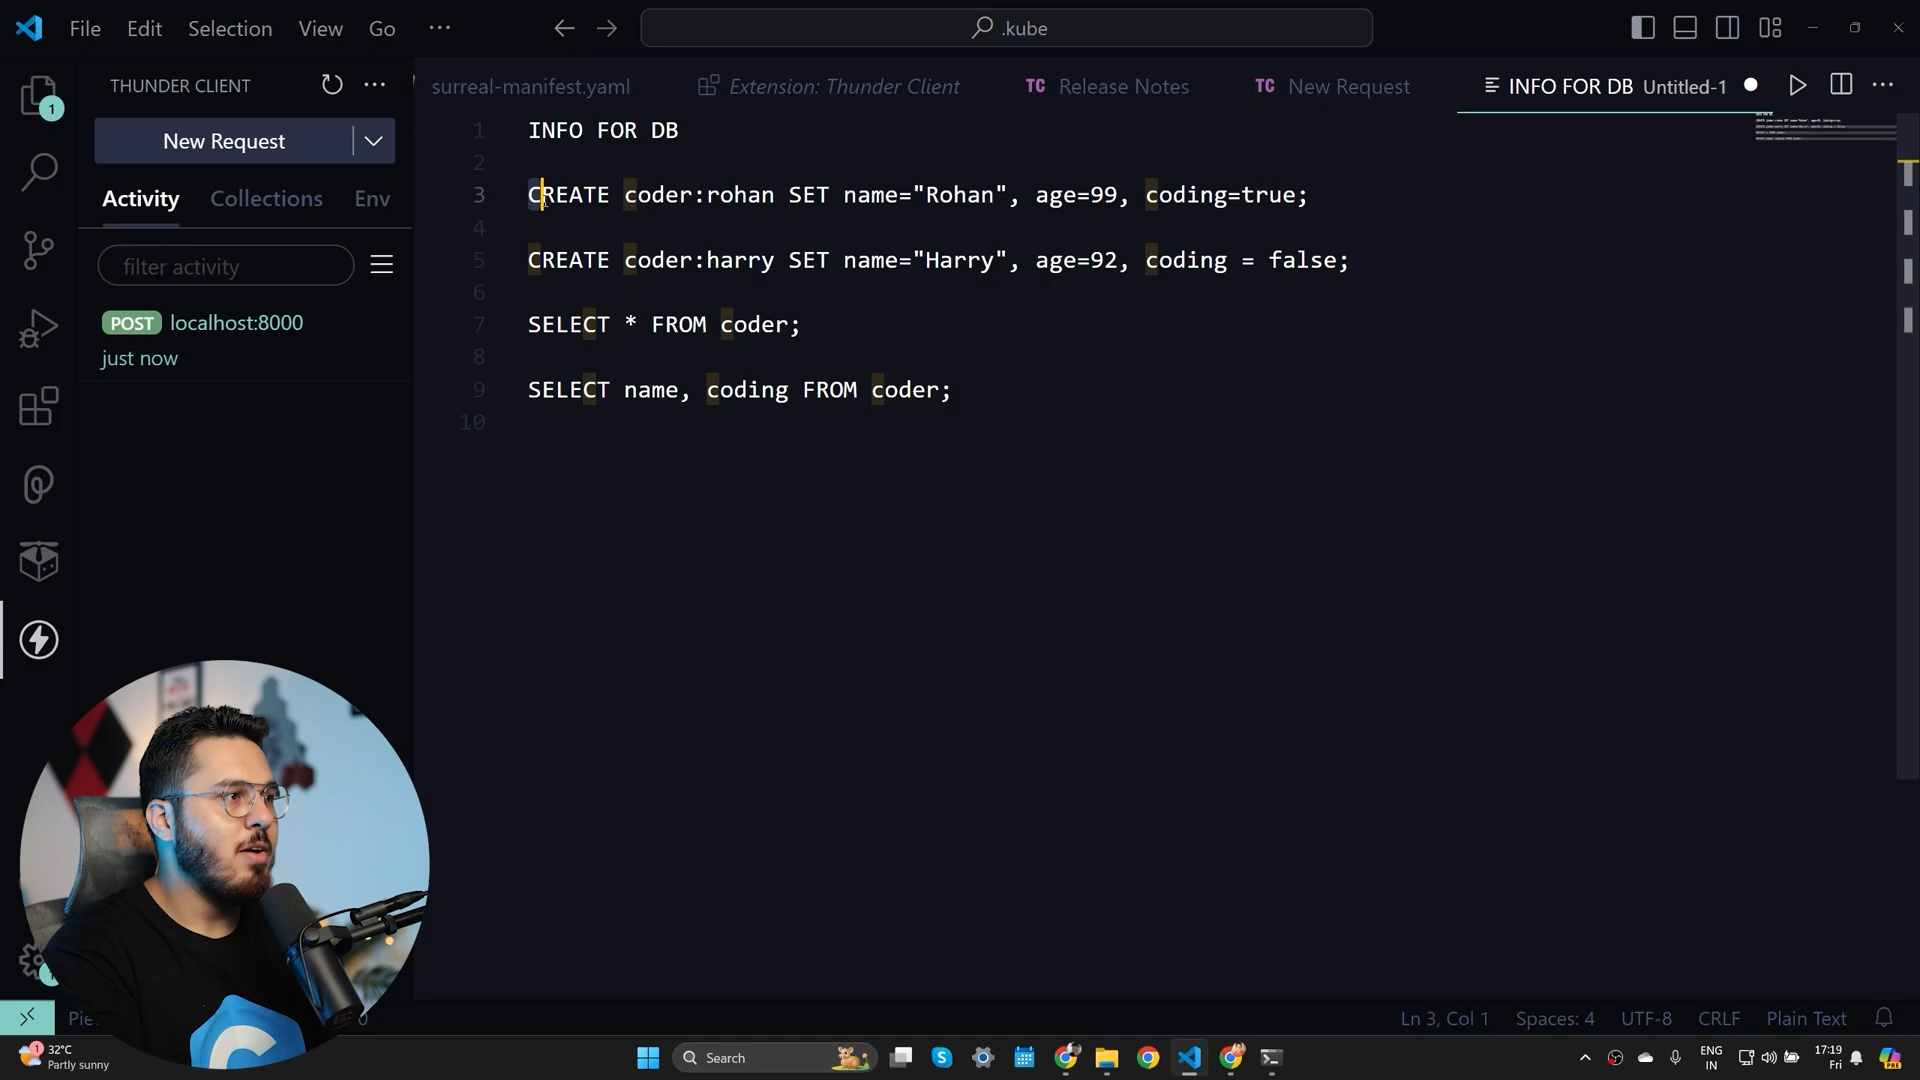 File Edit Selection View Go ···
.kube
THUNDER CLIENT
surreal-manifest.yaml
Extension: Thunder Client
TC Release Notes
TC New Request
INFO FOR DB Untitled-1
New Request
Activity Collections Env
filter activity
POST localhost:8000
just now
1 INFO FOR DB
2
3 CREATE coder:rohan SET name="Rohan", age=99, coding=true;
4
5 CREATE coder:harry SET name="Harry", age=92, coding = false;
6
7 SELECT * FROM coder;
8
9 SELECT name, coding FROM coder;
10
1
Ln 3, Col 1 Spaces: 4 UTF-8 CRLF Plain Text
1
32°C
Partly sunny
Search
ENG
IN
17:19
Fri